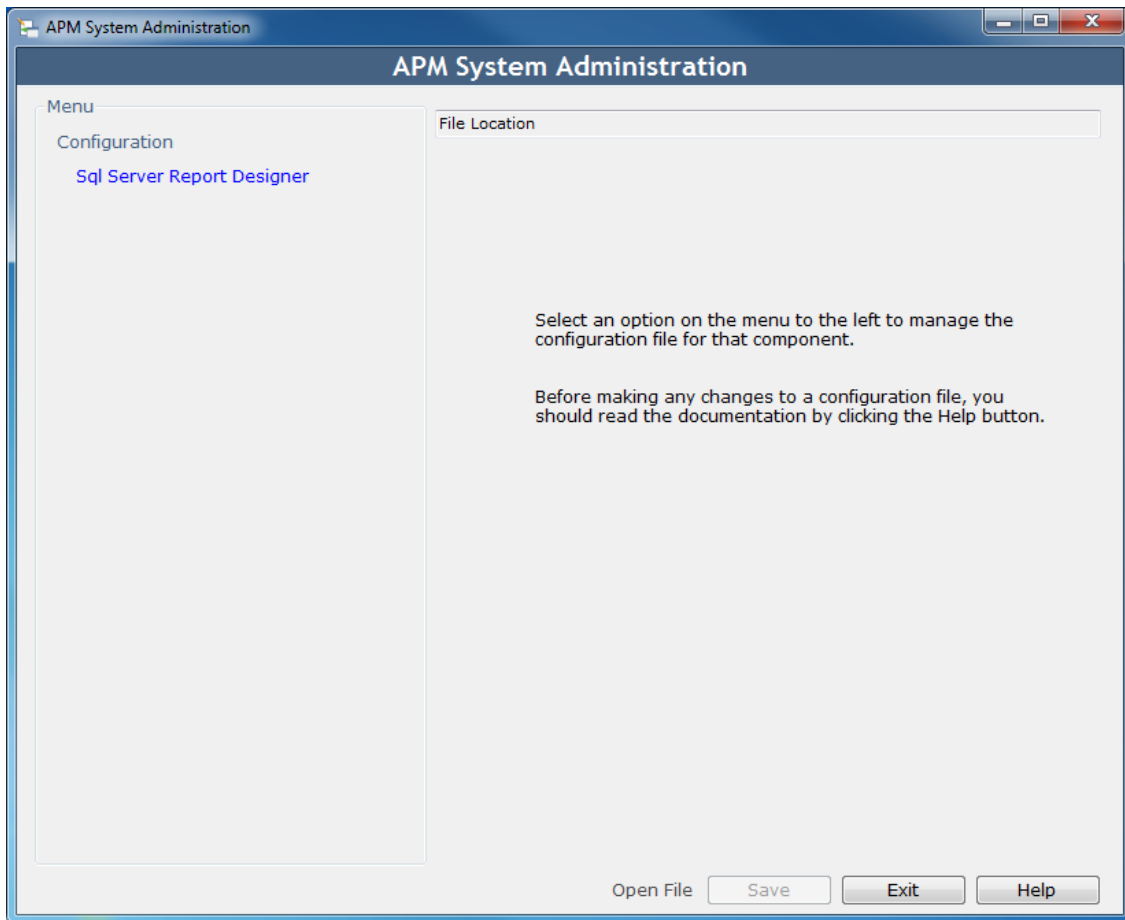 APM System Administration
APM System Administration
Menu
Configuration
Sql Server Report Designer
File Location
Select an option on the menu to the left to manage the
configuration file for that component.
Before making any changes to a configuration file, you
should read the documentation by clicking the Help button.
Open File Save Exit Help